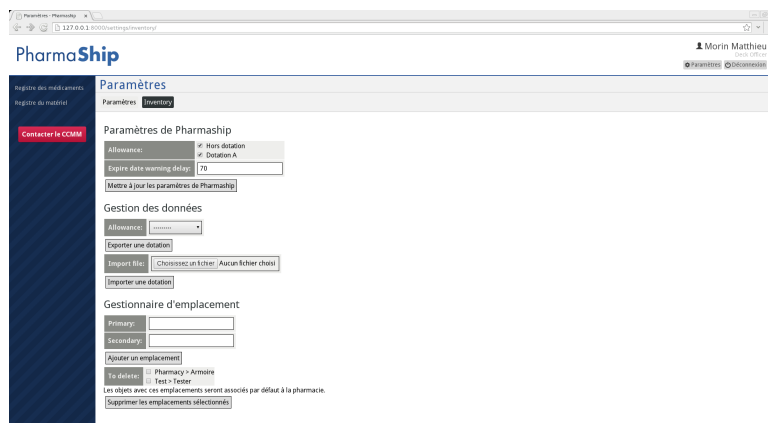 Paramètres - Pharmaship
127.0.0.1:8000/settings/inventory/
PharmaShip
Morin Matthieu
Deck Officer
Paramètres Déconnexion
Registre des médicaments
Registre du matériel
Contacter le CCMM
Paramètres
Paramètres Inventory
Paramètres de Pharmaship
Allowance: Hors dotation
Dotation A
Expire date warning delay: 70
Mettre à jour les paramètres de Pharmaship
Gestion des données
Allowance: ---------
Exporter une dotation
Import file: Choisissez un fichier Aucun fichier choisi
Importer une dotation
Gestionnaire d'emplacement
Primary:
Secondary:
Ajouter un emplacement
To delete: Pharmacy > Armoire
Test > Tester
Les objets avec ces emplacements seront associés par défaut à la pharmacie.
Supprimer les emplacements sélectionnés